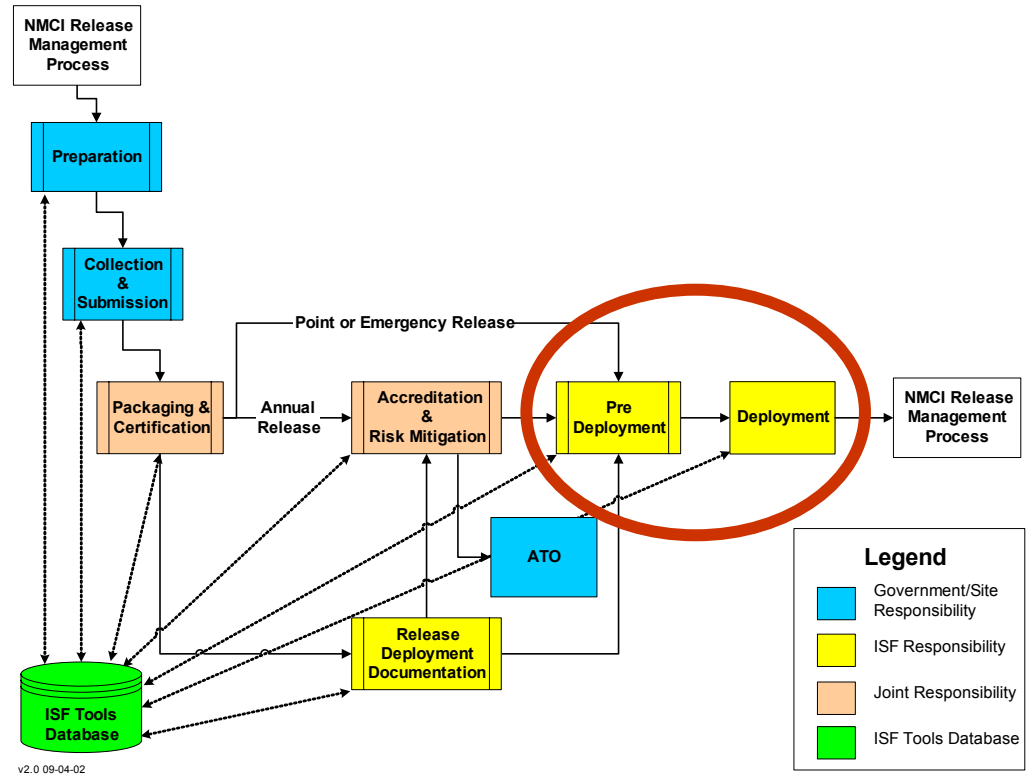 NMCI Release
Management
Process
Preparation
Collection
&
Submission
Point or Emergency Release
Packaging &
Certification
Annual
Release
Accreditation
&
Risk Mitigation
Pre
Deployment
Deployment
NMCI Release
Management
Process
ATO
Release
Deployment
Documentation
ISF Tools
Database
Legend
Government/Site
Responsibility
ISF Responsibility
Joint Responsibility
ISF Tools Database
v2.0 09-04-02